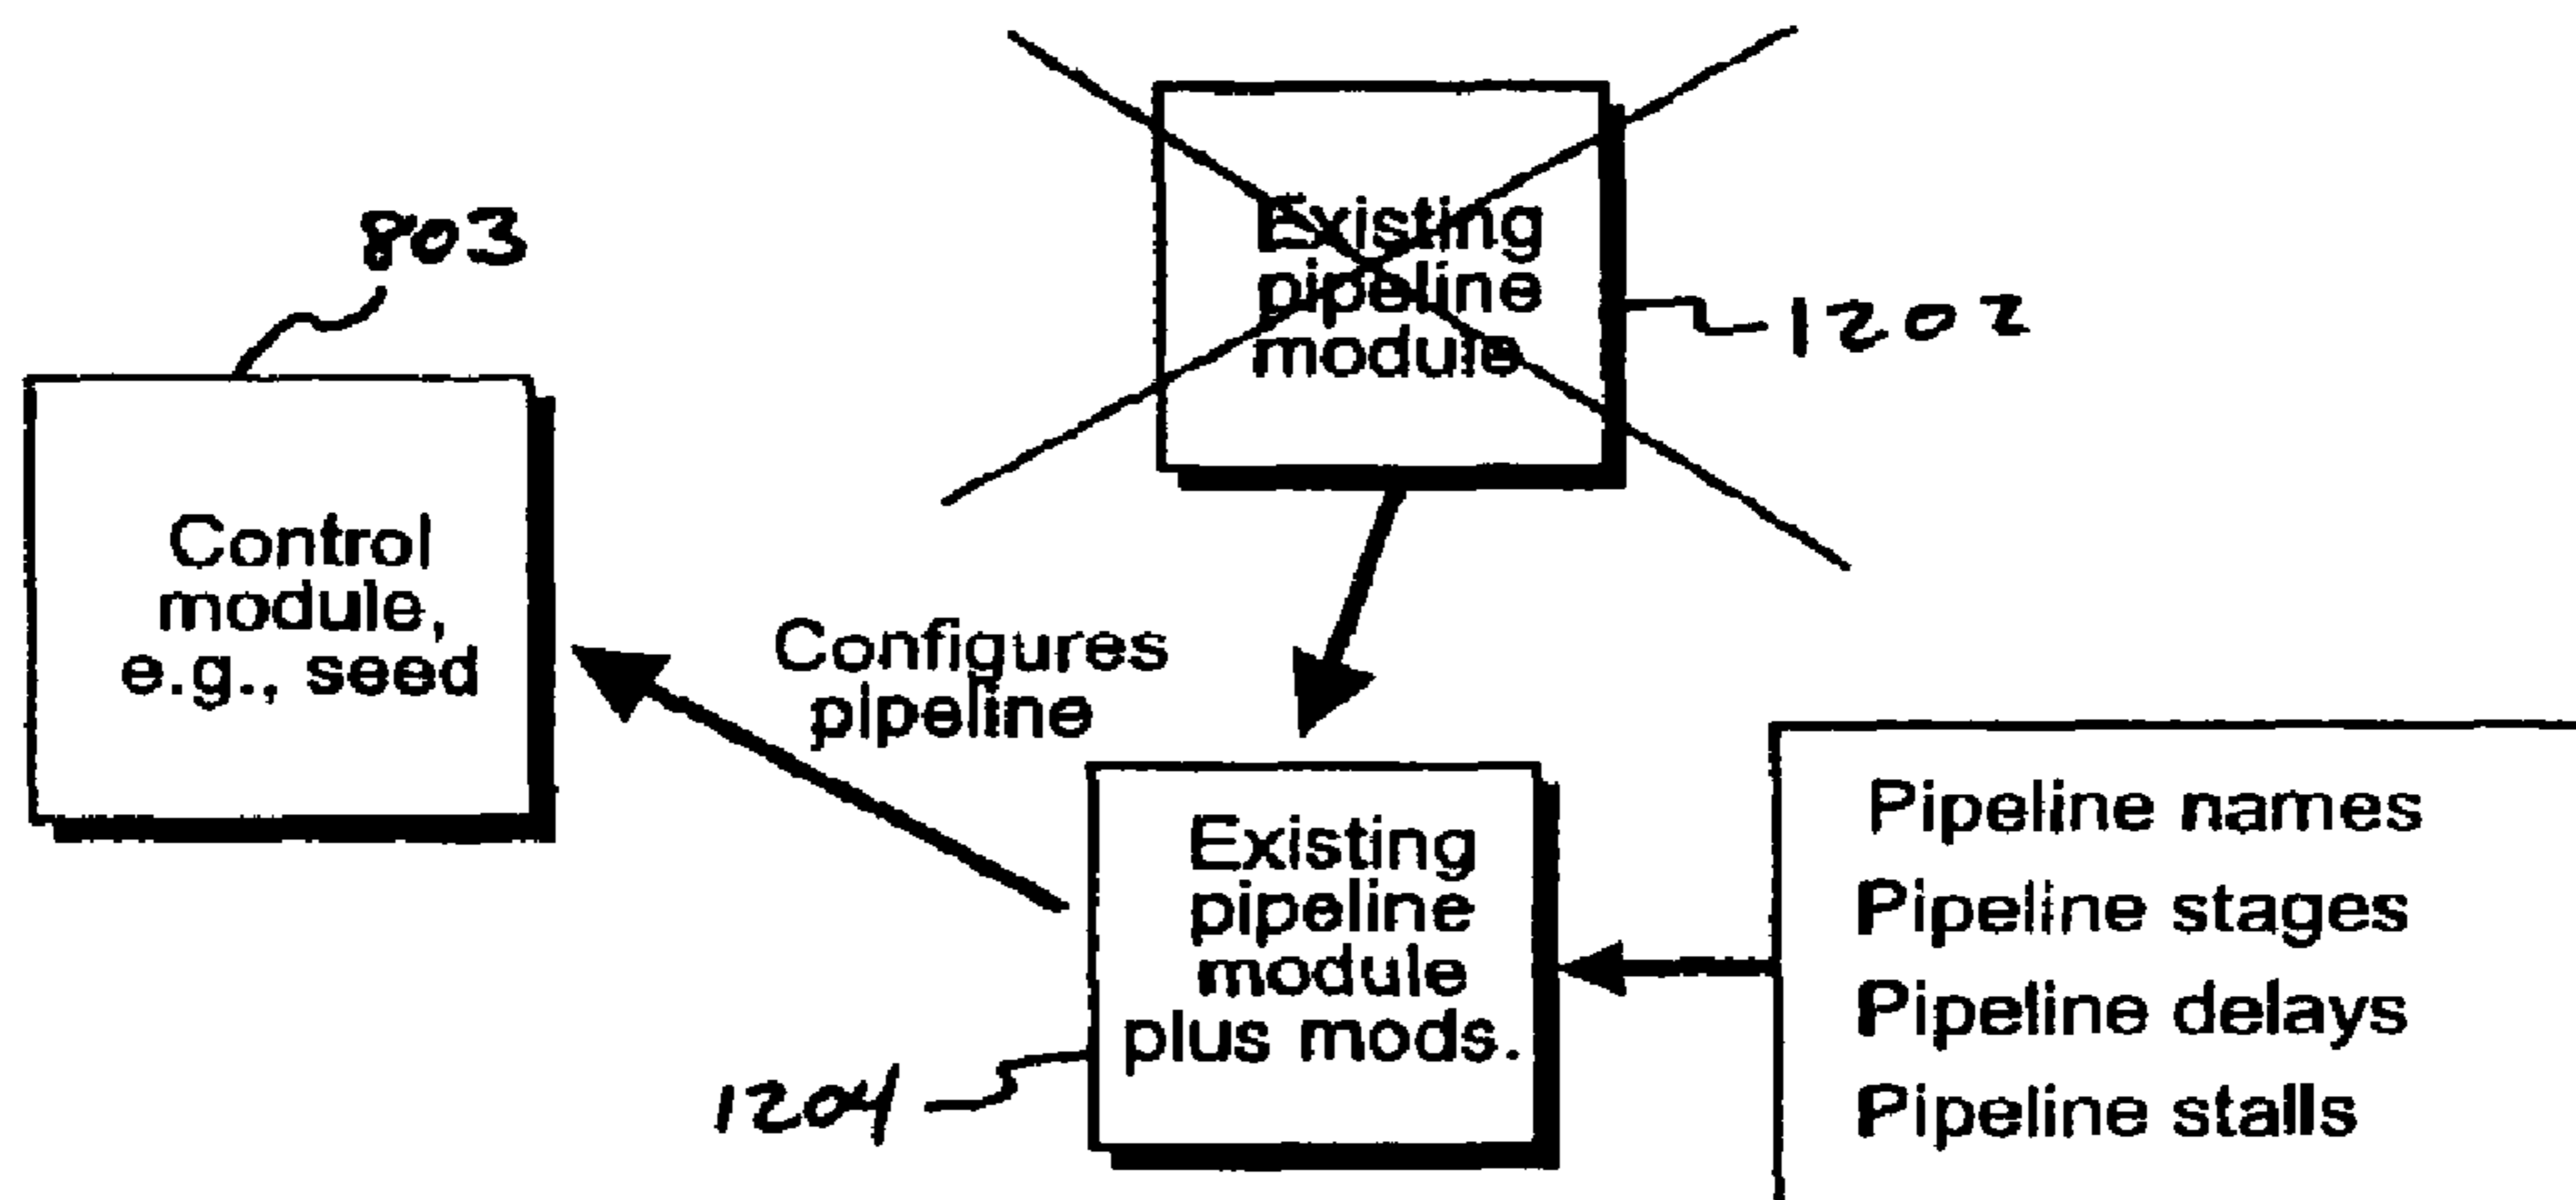 803
Existing
pipeline
module
1202
Control
module,
e.g., seed
Configures
pipeline
Existing
pipeline
module
plus mods.
1204
Pipeline names
Pipeline stages
Pipeline delays
Pipeline stalls